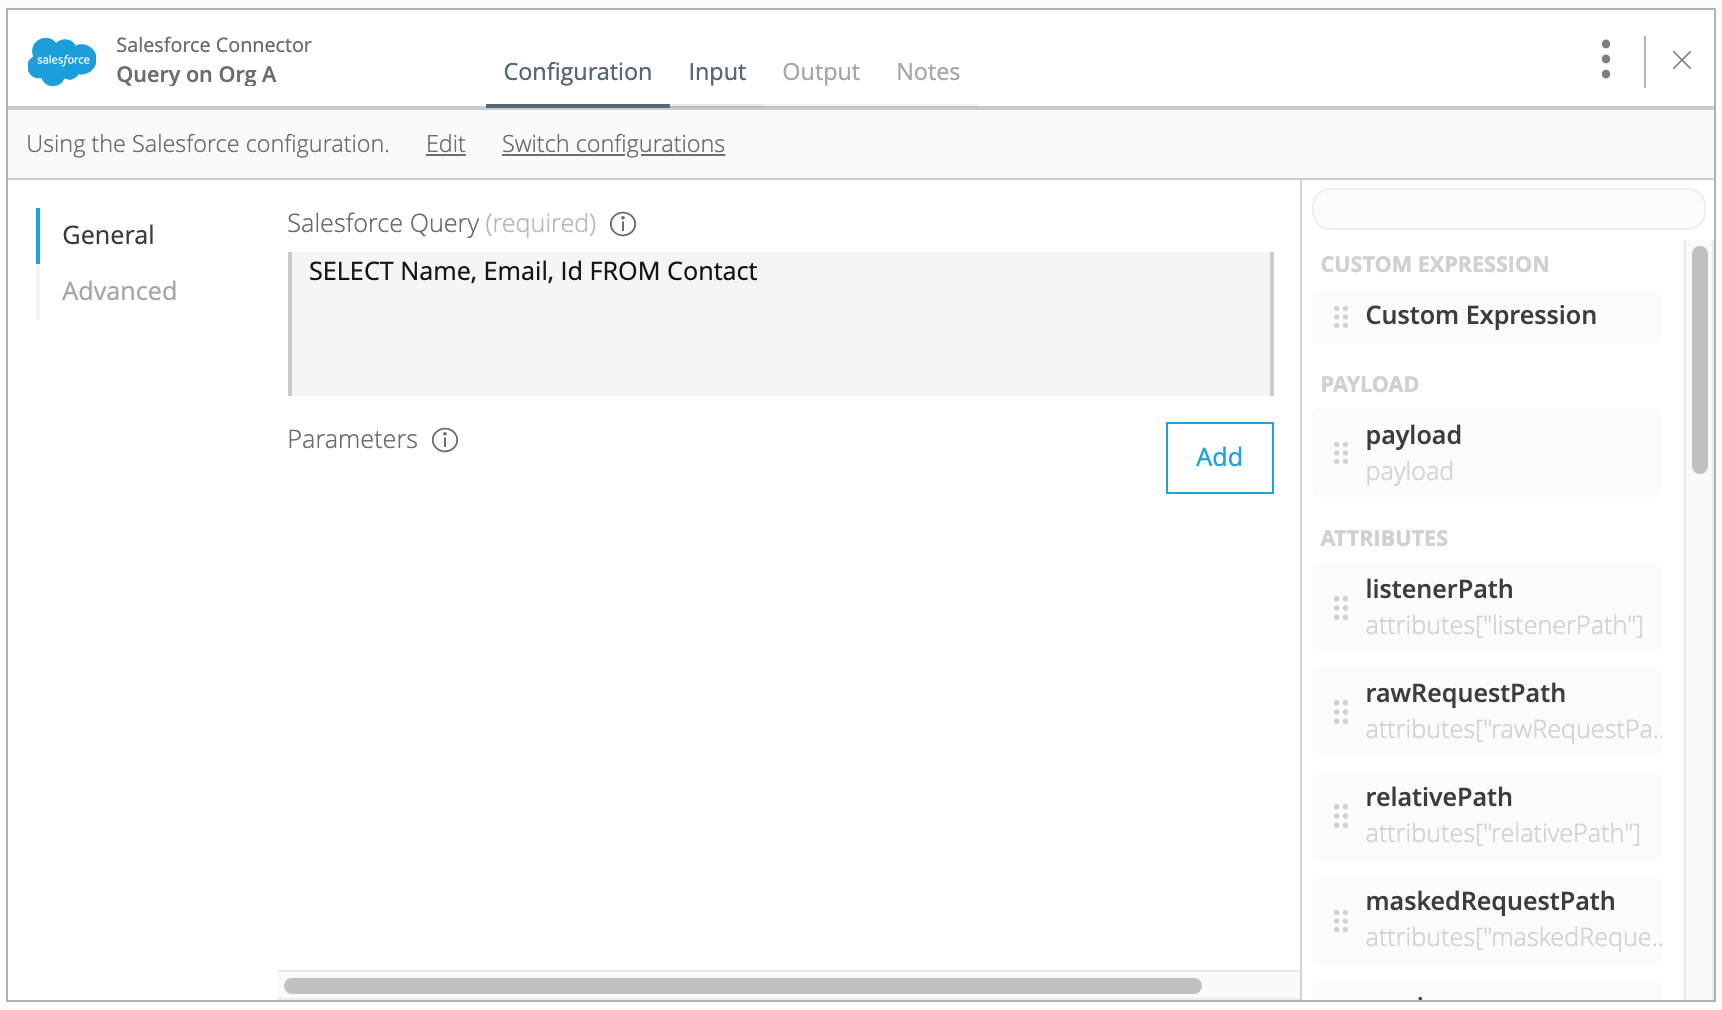 salesforce
Salesforce Connector
Query on Org A
Configuration Input Output Notes
Using the Salesforce configuration. Edit Switch configurations
General
Advanced
Salesforce Query (required)
SELECT Name, Email, Id FROM Contact
Parameters
Add
CUSTOM EXPRESSION
Custom Expression
PAYLOAD
payload
payload
ATTRIBUTES
listenerPath
attributes["listenerPath"]
rawRequestPath
attributes["rawRequestPa..
relativePath
attributes["relativePath"]
maskedRequestPath
attributes["maskedReque..